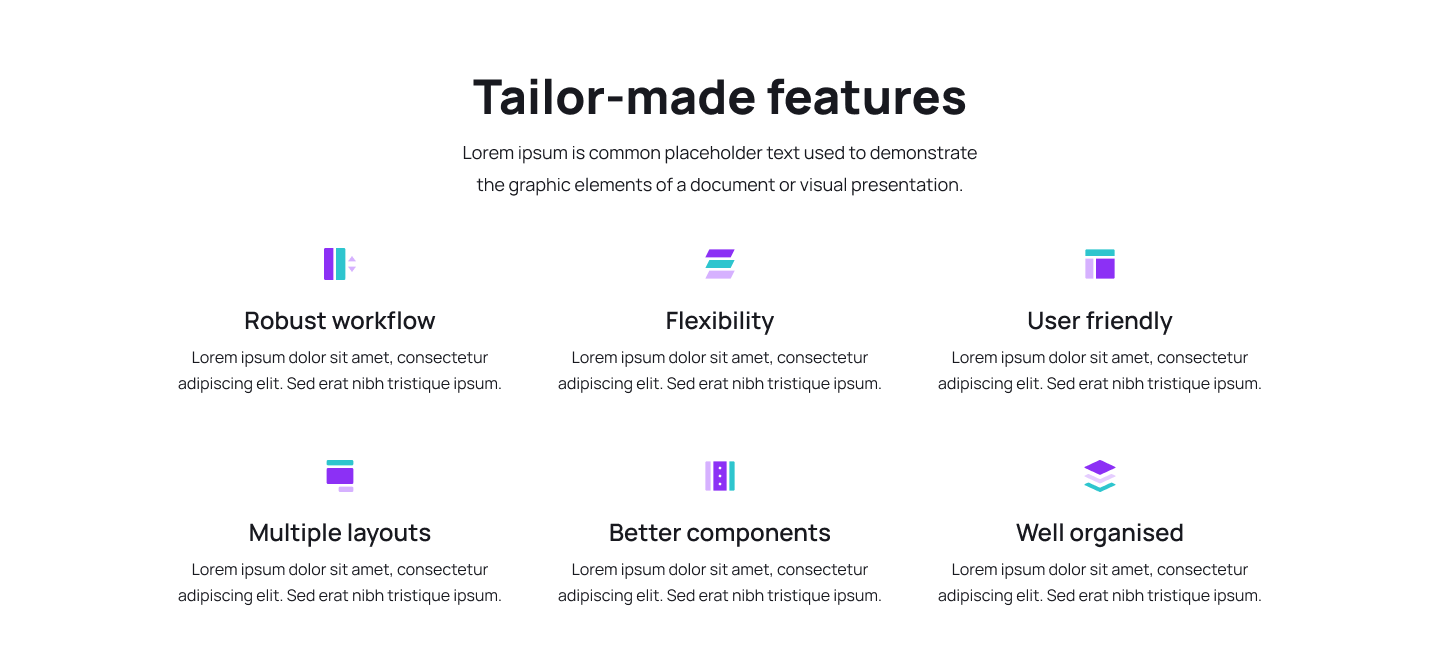 Tailor-made features
Lorem ipsum is common placeholder text used to demonstrate
the graphic elements of a document or visual presentation.
Robust workflow
Lorem ipsum dolor sit amet, consectetur
adipiscing elit. Sed erat nibh tristique ipsum.
Flexibility
Lorem ipsum dolor sit amet, consectetur
adipiscing elit. Sed erat nibh tristique ipsum.
User friendly
Lorem ipsum dolor sit amet, consectetur
adipiscing elit. Sed erat nibh tristique ipsum.
Multiple layouts
Lorem ipsum dolor sit amet, consectetur
adipiscing elit. Sed erat nibh tristique ipsum.
Better components
Lorem ipsum dolor sit amet, consectetur
adipiscing elit. Sed erat nibh tristique ipsum.
Well organised
Lorem ipsum dolor sit amet, consectetur
adipiscing elit. Sed erat nibh tristique ipsum.